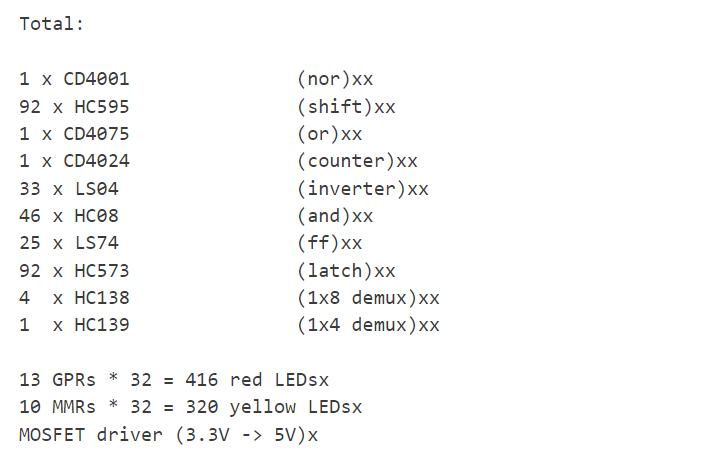 Total:
1 x CD4001 (nor)xx
92 x HC595 (shift)xx
1 x CD4075 (or)xx
1 x CD4024 (counter)xx
33 x LS04 (inverter)xx
46 x HC08 (and)xx
25 x LS74 (ff)xx
92 x HC573 (latch)xx
4 x HC138 (1x8 demux)xx
1 x HC139 (1x4 demux)xx
13 GPRs * 32 = 416 red LEDsx
10 MMRs * 32 = 320 yellow LEDsx
MOSFET driver (3.3V -> 5V)x